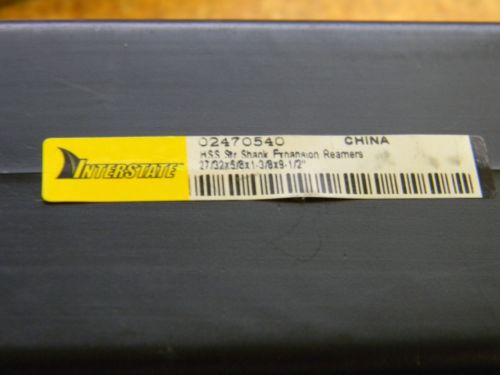 INTERSTATE
02470540 CHINA
HSS Str Shank Expansion Reamers
27/32x5/8x1-3/8x9-1/2"